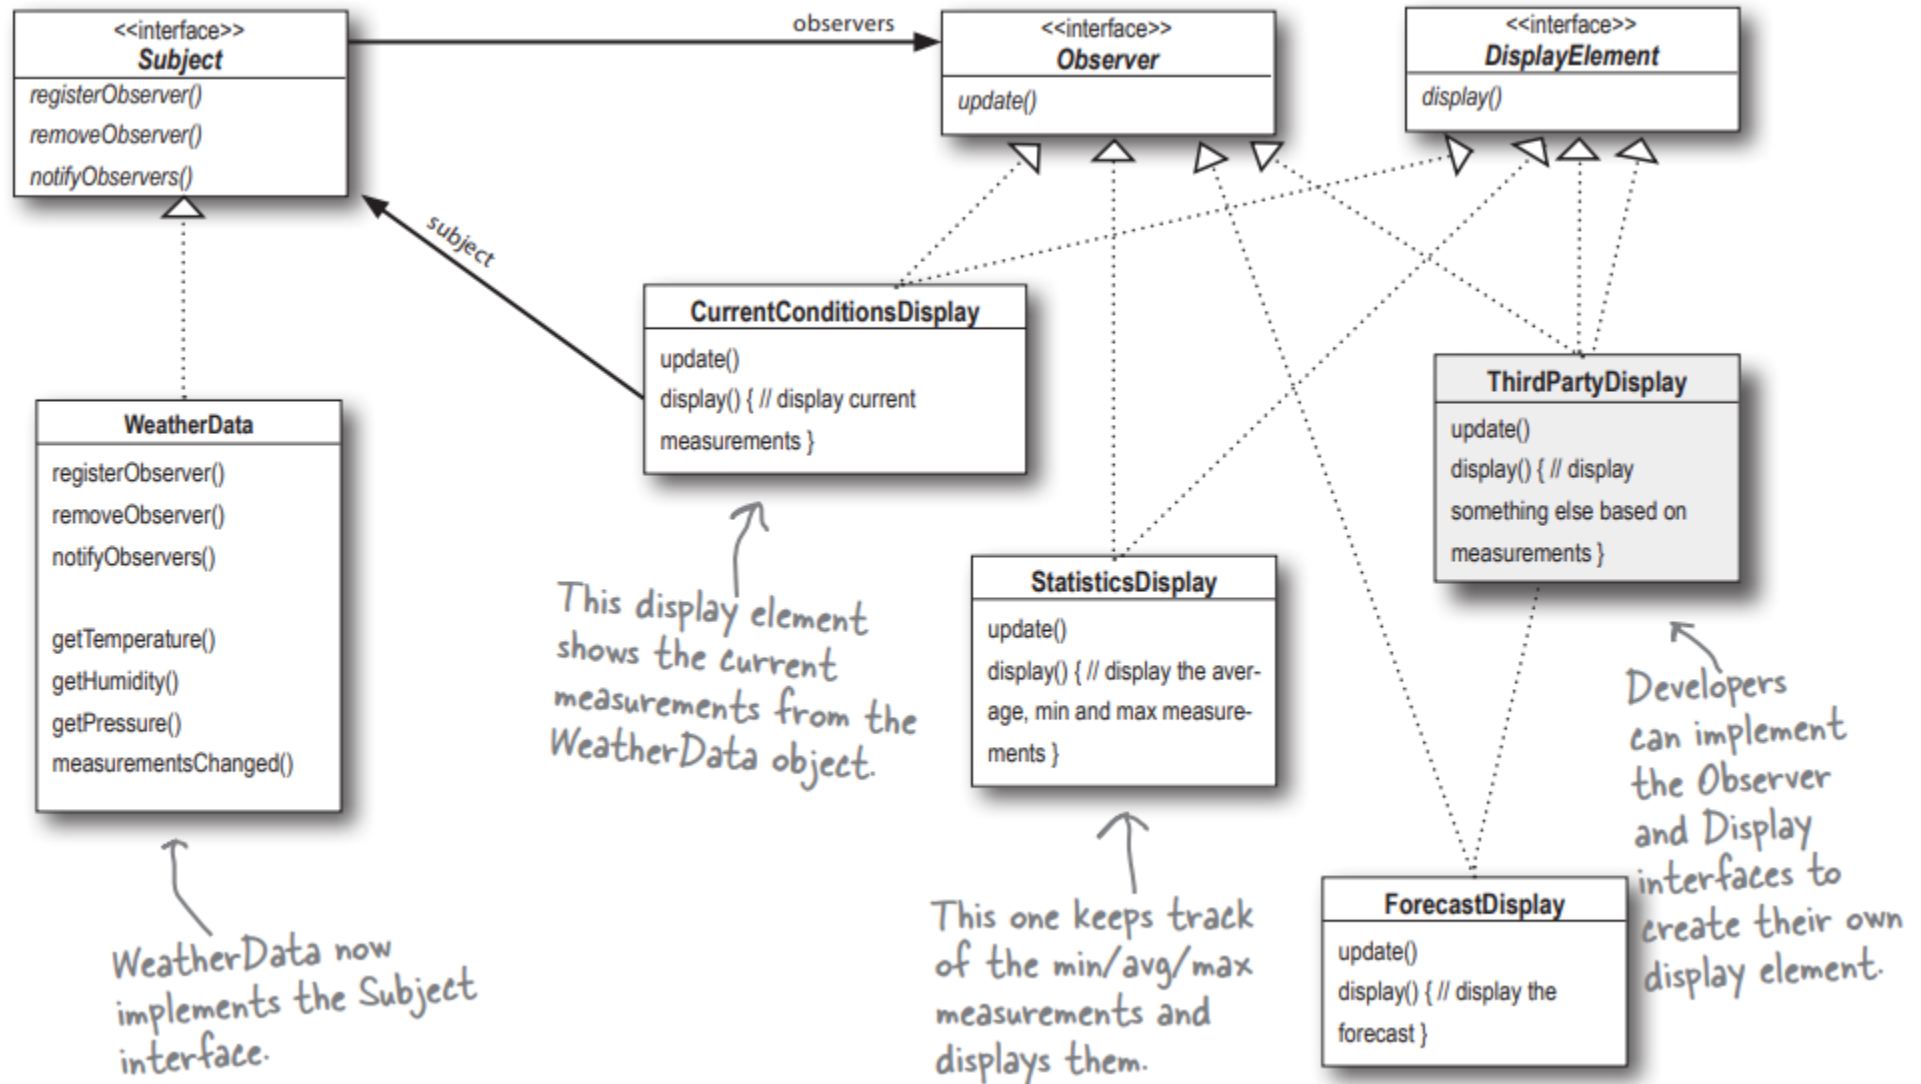 <<interface>>
Subject
registerObserver()
removeObserver()
notifyObservers()
observers
<<interface>>
Observer
update()
<<interface>>
DisplayElement
display()
subject
CurrentConditionsDisplay
update()
display() { // display current
measurements }
ThirdPartyDisplay
update()
display() { // display
something else based on
measurements }
WeatherData
registerObserver()
removeObserver()
notifyObservers()
getTemperature()
getHumidity()
getPressure()
measurementsChanged()
StatisticsDisplay
update()
display() { // display the aver-
age, min and max measure-
ments }
ForecastDisplay
update()
display() { // display the
forecast }
This display element
shows the current
measurements from the
WeatherData object.
Developers
can implement
the Observer
and Display
interfaces to
create their own
display element.
WeatherData now
implements the Subject
interface.
This one keeps track
of the min/avg/max
measurements and
displays them.